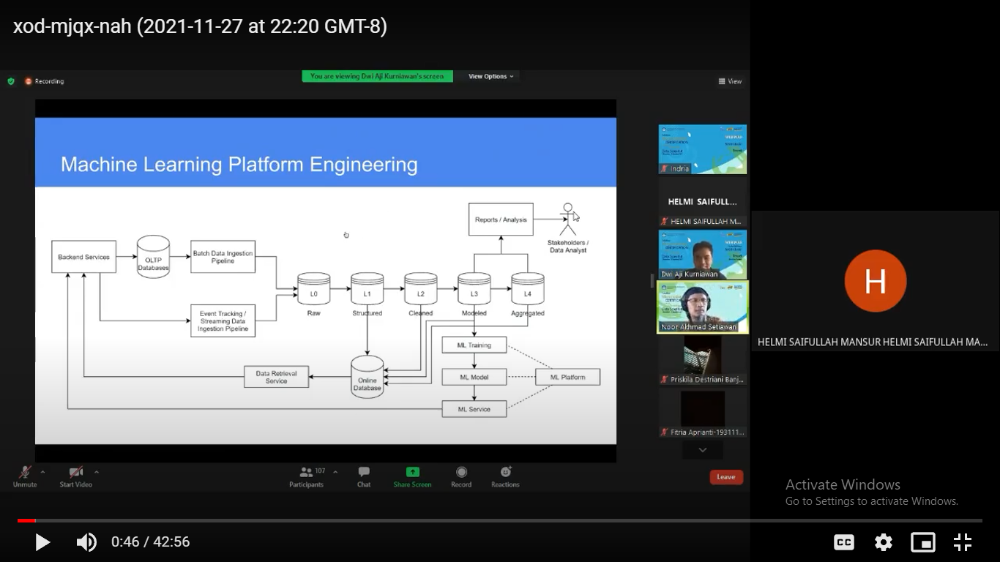 xod-mjqx-nah (2021-11-27 at 22:20 GMT-8)
Recording
You are viewing Dwi Aji Kurniawan's screen
View Options
View
Machine Learning Platform Engineering
Reports / Analysis
Stakeholders /
Data Analyst
Backend Services
OLTP
Databases
Batch Data Ingestion
Pipeline
Event Tracking /
Streaming Data
Ingestion Pipeline
L0
Raw
L1
Structured
L2
Cleaned
L3
Modeled
L4
Aggregated
ML Training
ML Model
ML Service
ML Platform
Data Retrieval
Service
Online
Database
Indria
HELMI SAIFULL...
HELMI SAIFULLAH M...
Dwi Aji Kurniawan
Noor Akhmad Setiawan
Priskila Destriani Banj...
Fitria Aprianti-193111...
H
HELMI SAIFULLAH MANSUR HELMI SAIFULLAH MA...
Unmute
Start Video
107
Participants
Chat
Share Screen
Record
Reactions
Leave
Activate Windows
Go to Settings to activate Windows.
0:46 / 42:56
CC